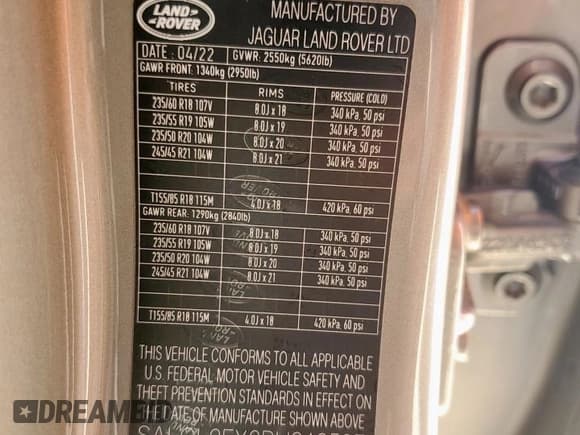 LAND
ROVER
MANUFACTURED BY
JAGUAR LAND ROVER LTD
DATE : 04/22 GVWR: 2550kg (5620lb)
GAWR FRONT: 1340kg (2950lb)
TIRES RIMS PRESSURE (COLD)
235/60 R18 107V 8.0J x 18 340 kPa, 50 psi
235/55 R19 105W 8.0J x 19 340 kPa, 50 psi
235/50 R20 104W 8.0J x 20 340 kPa, 50 psi
245/45 R21 104W 8.0J x 21 340 kPa, 50 psi
T155/85 R18 115M 4.0J x 18 420 kPa, 60 psi
GAWR REAR: 1290kg (2840lb)
235/60 R18 107V 8.0J x 18 340 kPa, 50 psi
235/55 R19 105W 8.0J x 19 340 kPa, 50 psi
235/50 R20 104W 8.0J x 20 340 kPa, 50 psi
245/45 R21 104W 8.0J x 21 340 kPa, 50 psi
T155/85 R18 115M 4.0J x 18 420 kPa, 60 psi
THIS VEHICLE CONFORMS TO ALL APPLICABLE
U.S. FEDERAL MOTOR VEHICLE SAFETY AND
THEFT PREVENTION STANDARDS IN EFFECT ON
THE DATE OF MANUFACTURE SHOWN ABOVE